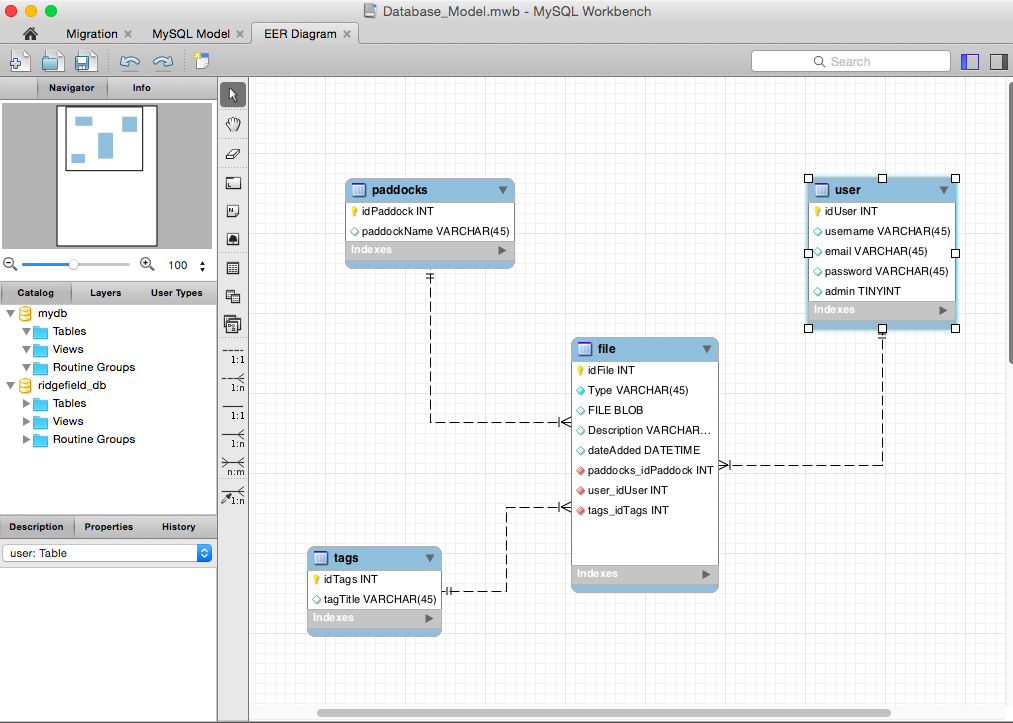 Database_Model.mwb - MySQL Workbench
Migration
MySQL Model
EER Diagram
Search
Navigator
Info
100
Catalog
Layers
User Types
mydb
Tables
Views
Routine Groups
ridgefield_db
Tables
Views
Routine Groups
Description
Properties
History
user: Table
1:1
1:n
1:1
1:n
n:m
1:n
paddocks
idPaddock INT
paddockName VARCHAR(45)
Indexes
user
idUser INT
username VARCHAR(45)
email VARCHAR(45)
password VARCHAR(45)
admin TINYINT
Indexes
file
idFile INT
Type VARCHAR(45)
FILE BLOB
Description VARCHAR...
dateAdded DATETIME
paddocks_idPaddock INT
user_idUser INT
tags_idTags INT
Indexes
tags
idTags INT
tagTitle VARCHAR(45)
Indexes